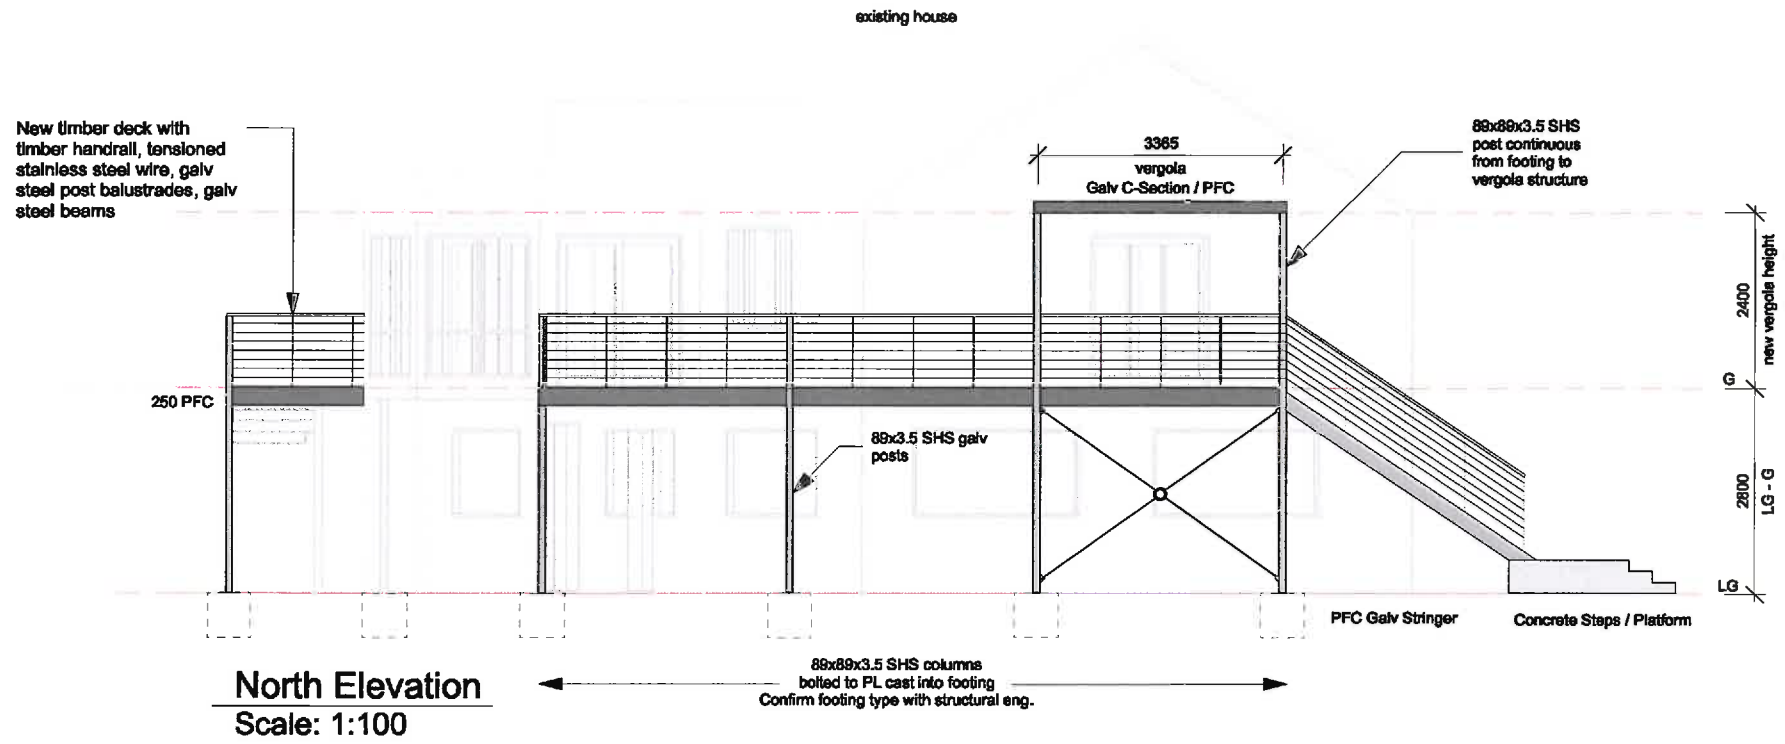 existing house
New timber deck with
timber handrail, tensioned
stainless steel wire, galv
steel post balustrades, galv
steel beams
3365
vergola
Galv C-Section / PFC
89x89x3.5 SHS
post continuous
from footing to
vergola structure
2400
new vergola height
G
250 PFC
89x3.5 SHS galv
posts
2800
LG - G
LG
PFC Galv Stringer
Concrete Steps / Platform
89x89x3.5 SHS columns
bolted to PL cast into footing
Confirm footing type with structural eng.
North Elevation
Scale: 1:100